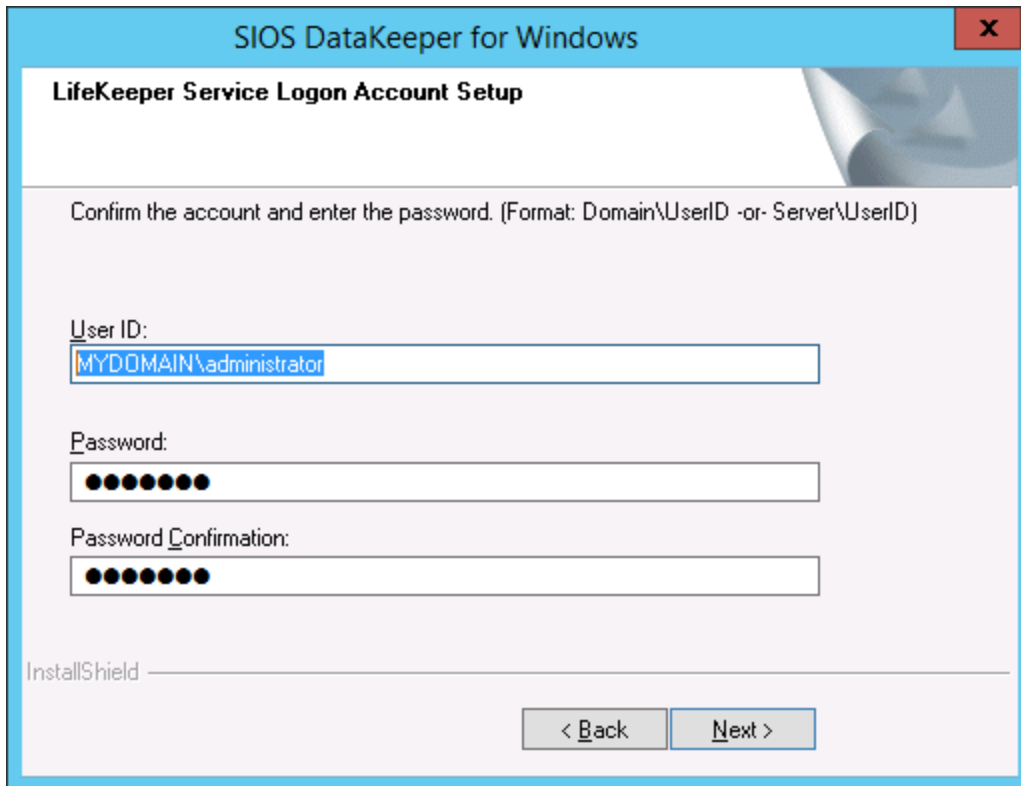 SIOS DataKeeper for Windows
x
LifeKeeper Service Logon Account Setup
Confirm the account and enter the password. (Format: Domain\UserID -or- Server\UserID)
User ID:
MYDOMAIN\administrator
Password:
●●●●●●●
Password Confirmation:
●●●●●●●
InstallShield
< Back Next >